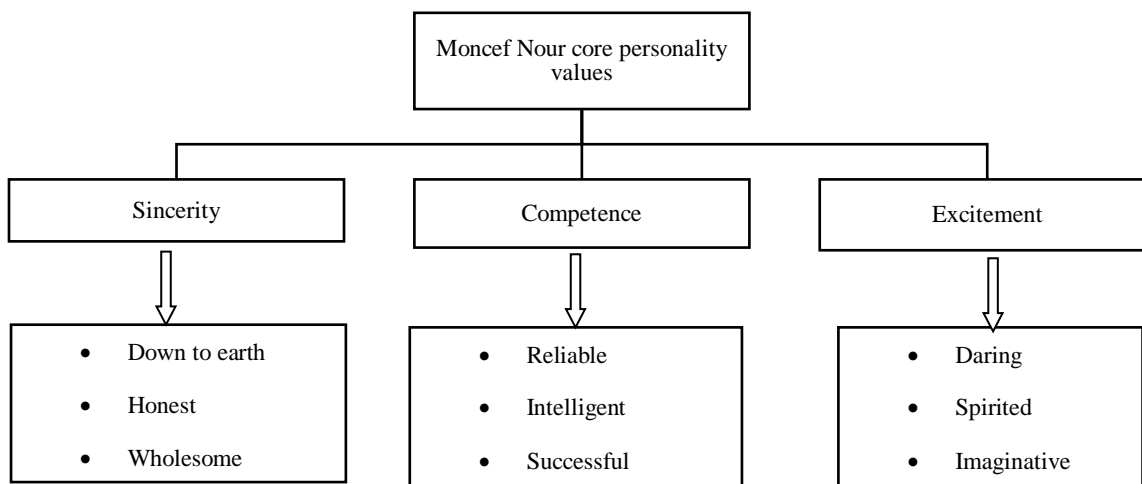 Moncef Nour core personality
values
Sincerity
Competence
Excitement
• Down to earth
• Honest
• Wholesome
• Reliable
• Intelligent
• Successful
• Daring
• Spirited
• Imaginative